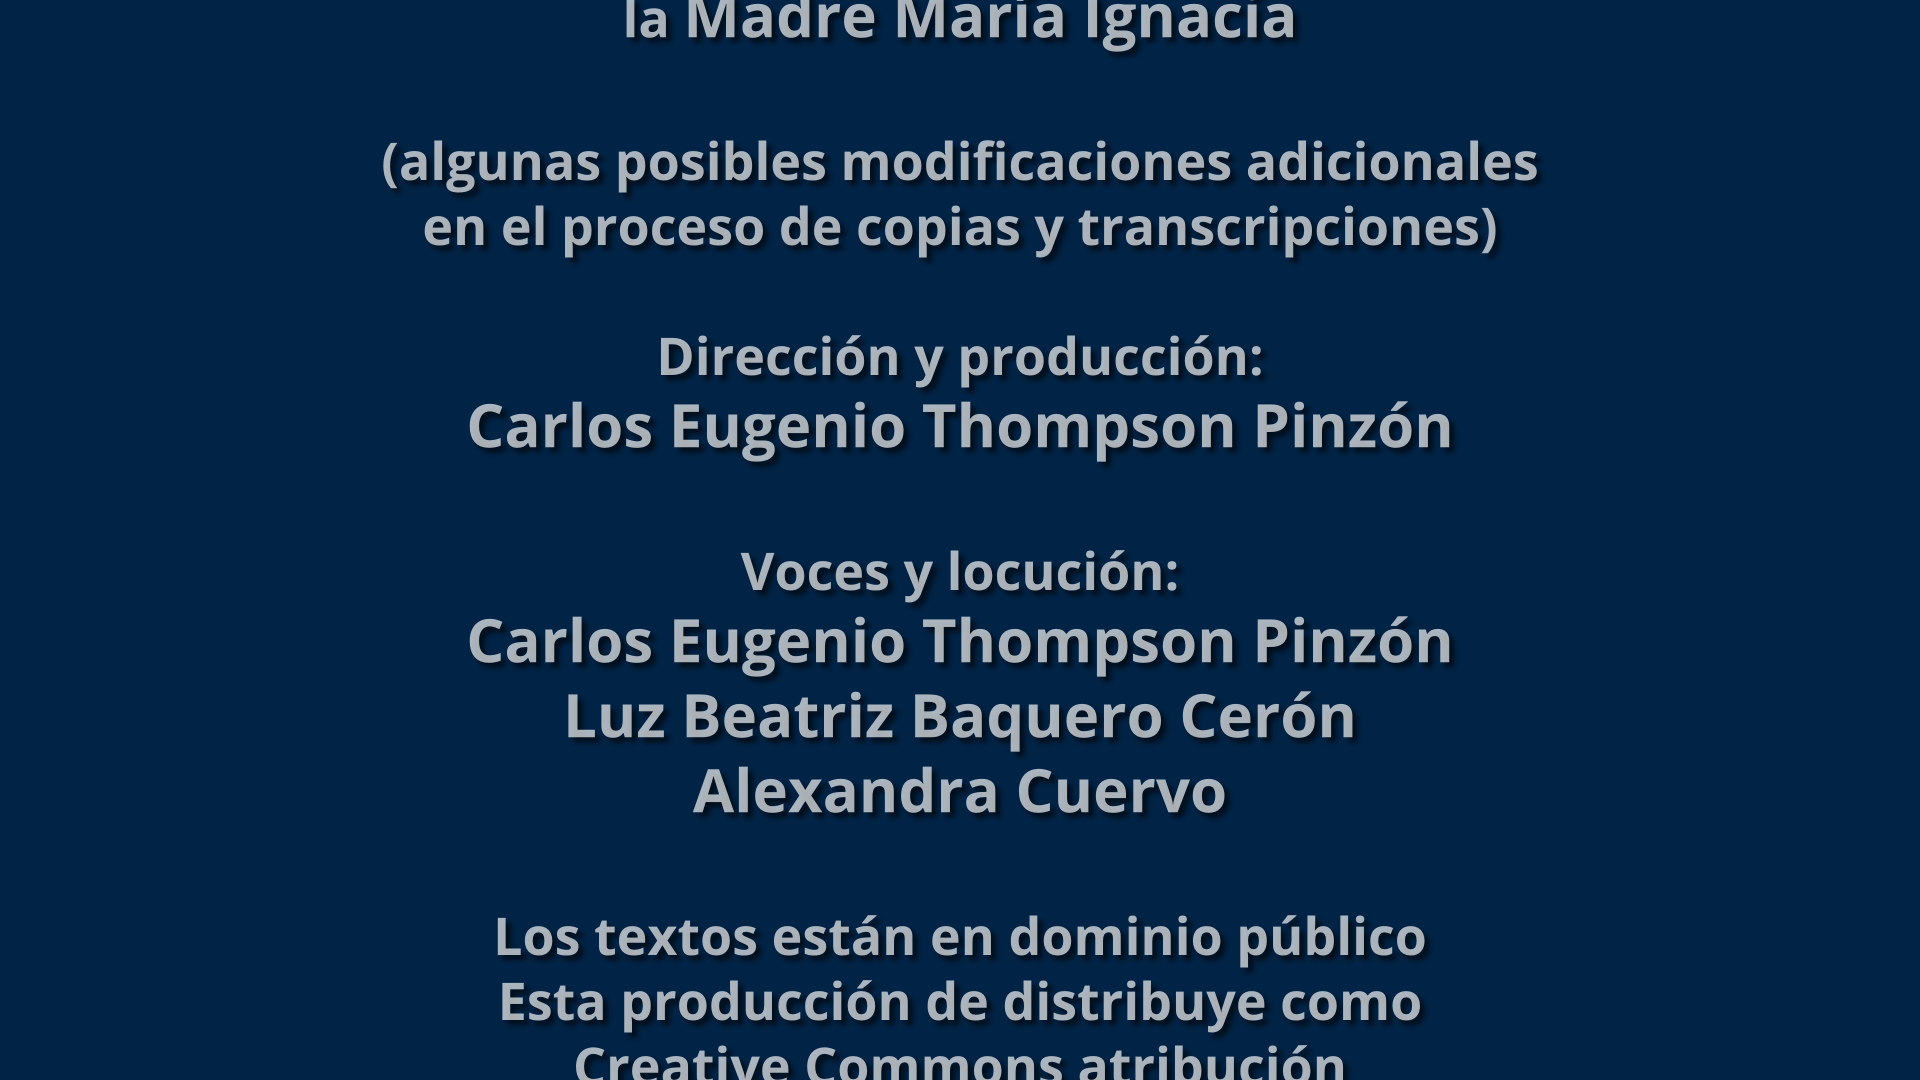 la Madre María Ignacia
(algunas posibles modificaciones adicionales
en el proceso de copias y transcripciones)
Dirección y producción:
Carlos Eugenio Thompson Pinzón
Voces y locución:
Carlos Eugenio Thompson Pinzón
Luz Beatriz Baquero Cerón
Alexandra Cuervo
Los textos están en dominio público
Esta producción de distribuye como
Creative Commons atribución